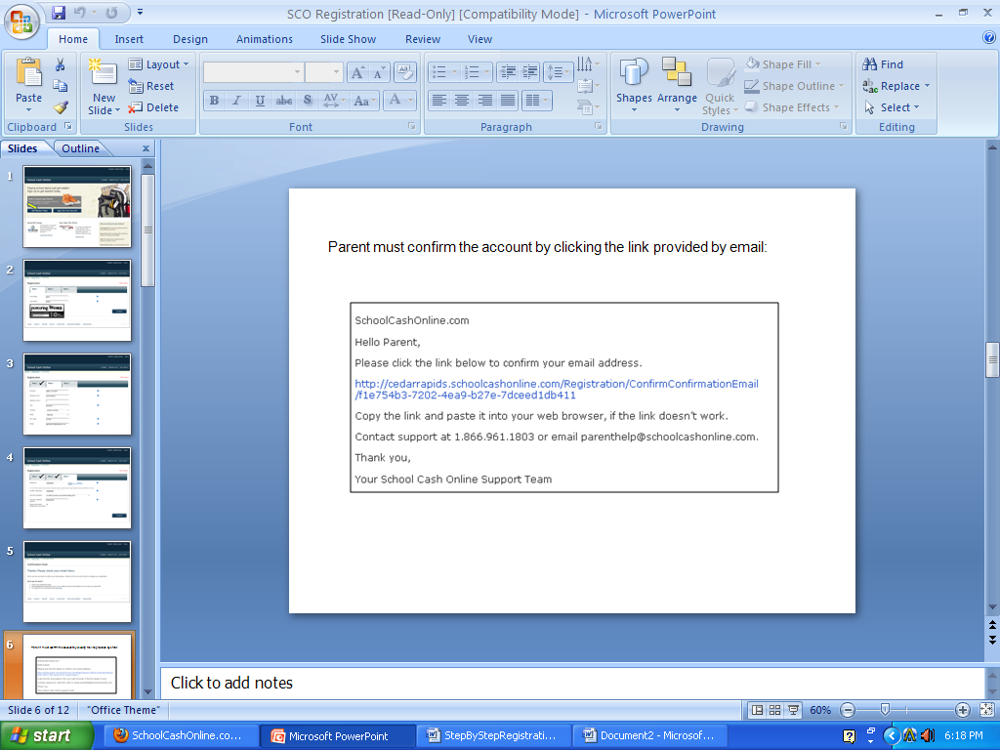 SCO Registration [Read-Only] [Compatibility Mode] - Microsoft PowerPoint
Home Insert Design Animations Slide Show Review View
Paste
Clipboard
New Slide
Layout
Reset
Delete
Slides
B I U abc S AV Aa A
Font
Paragraph
Shapes Arrange Quick Styles
Shape Fill
Shape Outline
Shape Effects
Drawing
Find
Replace
Select
Editing
Slides Outline x
1
2
3
4
5
6
Parent must confirm the account by clicking the link provided by email:
SchoolCashOnline.com
Hello Parent,
Please click the link below to confirm your email address.
http://cedarrapids.schoolcashonline.com/Registration/ConfirmConfirmationEmail
/f1e754b3-7202-4ea9-b27e-7dceed1db411
Copy the link and paste it into your web browser, if the link doesn't work.
Contact support at 1.866.961.1803 or email parenthelp@schoolcashonline.com.
Thank you,
Your School Cash Online Support Team
Click to add notes
Slide 6 of 12 "Office Theme" 60%
start SchoolCashOnline.co... Microsoft PowerPoint StepByStepRegistrati... Document2 - Microsof... 6:18 PM